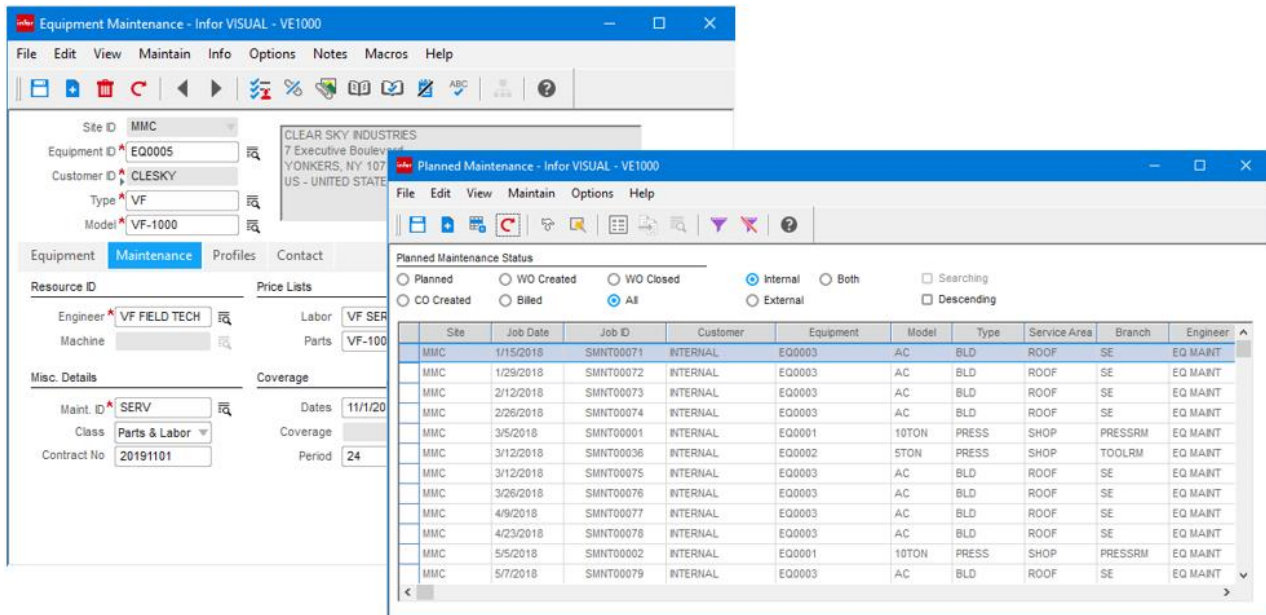 infor Equipment Maintenance - Infor VISUAL - VE1000
File Edit View Maintain Info Options Notes Macros Help
ABC
Site ID MMC
Equipment ID * EQ0005
Customer ID * CLESKY
Type * VF
Model * VF-1000
CLEAR SKY INDUSTRIES
7 Executive Boulevard
YONKERS, NY 107
US - UNITED STATE
Equipment Maintenance Profiles Contact
Resource ID
Engineer * VF FIELD TECH
Machine
Price Lists
Labor VF SER
Parts VF-100
Misc. Details
Maint. ID * SERV
Class Parts & Labor
Contract No 20191101
Coverage
Dates 11/1/20
Coverage
Period 24
infor Planned Maintenance - Infor VISUAL - VE1000
File Edit View Maintain Options Help
Planned Maintenance Status
Planned WO Created WO Closed Internal Both Searching
CO Created Billed All External Descending
Site Job Date Job ID Customer Equipment Model Type Service Area Branch Engineer
MMC 1/15/2018 SMNT00071 INTERNAL EQ0003 AC BLD ROOF SE EQ MAINT
MMC 1/29/2018 SMNT00072 INTERNAL EQ0003 AC BLD ROOF SE EQ MAINT
MMC 2/12/2018 SMNT00073 INTERNAL EQ0003 AC BLD ROOF SE EQ MAINT
MMC 2/26/2018 SMNT00074 INTERNAL EQ0003 AC BLD ROOF SE EQ MAINT
MMC 3/5/2018 SMNT00001 INTERNAL EQ0001 10TON PRESS SHOP PRESSRM EQ MAINT
MMC 3/12/2018 SMNT00036 INTERNAL EQ0002 5TON PRESS SHOP TOOLRM EQ MAINT
MMC 3/12/2018 SMNT00075 INTERNAL EQ0003 AC BLD ROOF SE EQ MAINT
MMC 3/26/2018 SMNT00076 INTERNAL EQ0003 AC BLD ROOF SE EQ MAINT
MMC 4/9/2018 SMNT00077 INTERNAL EQ0003 AC BLD ROOF SE EQ MAINT
MMC 4/23/2018 SMNT00078 INTERNAL EQ0003 AC BLD ROOF SE EQ MAINT
MMC 5/5/2018 SMNT00002 INTERNAL EQ0001 10TON PRESS SHOP PRESSRM EQ MAINT
MMC 5/7/2018 SMNT00079 INTERNAL EQ0003 AC BLD ROOF SE EQ MAINT